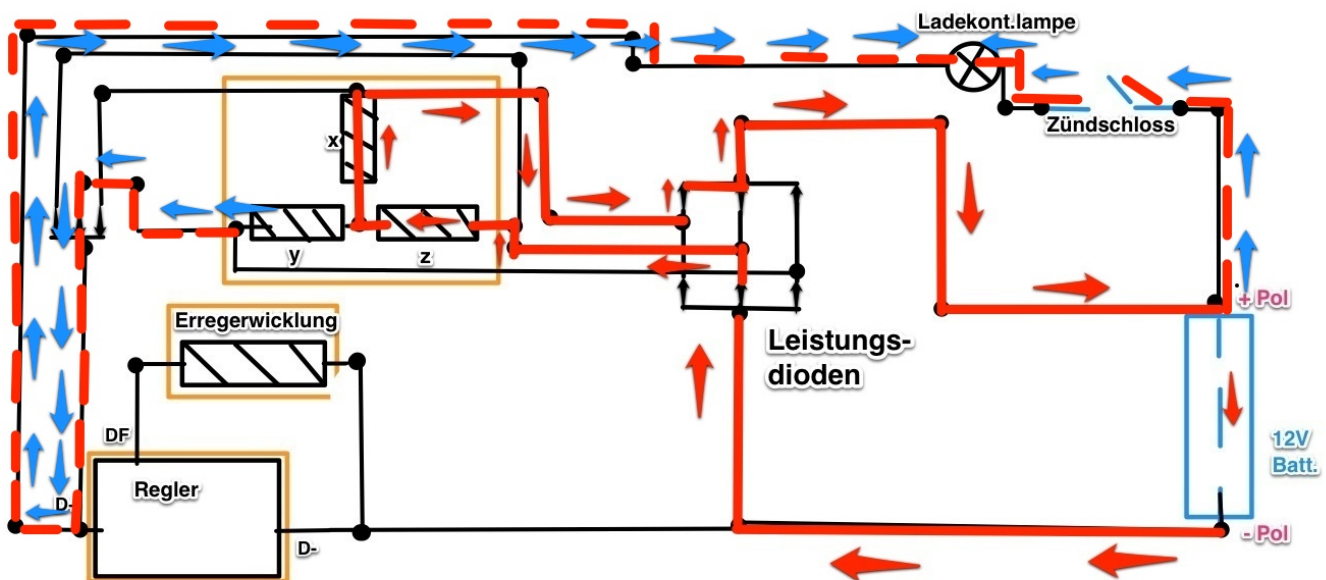 Ladekont.lampe
Zündschloss
x
y
z
+ Pol
Erregerwicklung
Leistungs-
dioden
DF
12V
Batt.
Regler
D-
D-
- Pol